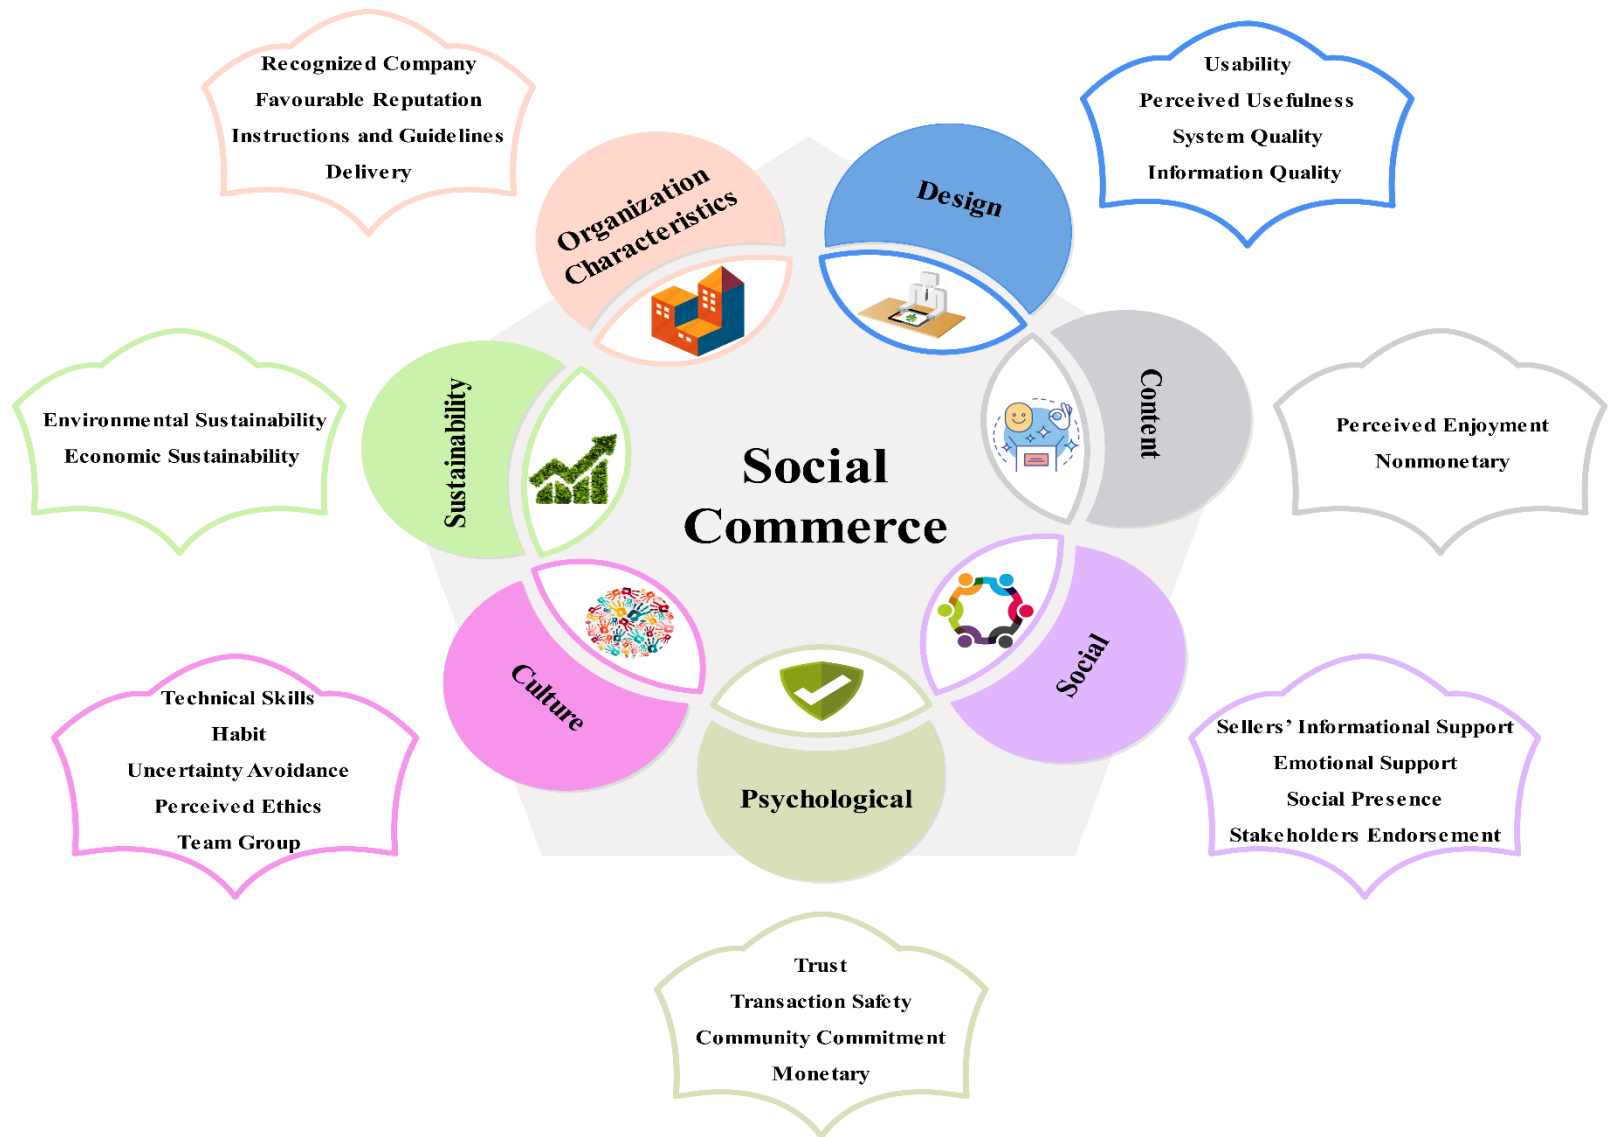 Recognized Company
Favourable Reputation
Instructions and Guidelines
Delivery
Usability
Perceived Usefulness
System Quality
Information Quality
Organization
Characteristics
Design
Environmental Sustainability
Economic Sustainability
Sustainability
Social
Commerce
Content
Perceived Enjoyment
Nonmonetary
Technical Skills
Habit
Uncertainty Avoidance
Perceived Ethics
Team Group
Culture
Psychological
Social
Sellers’ Informational Support
Emotional Support
Social Presence
Stakeholders Endorsement
Trust
Transaction Safety
Community Commitment
Monetary